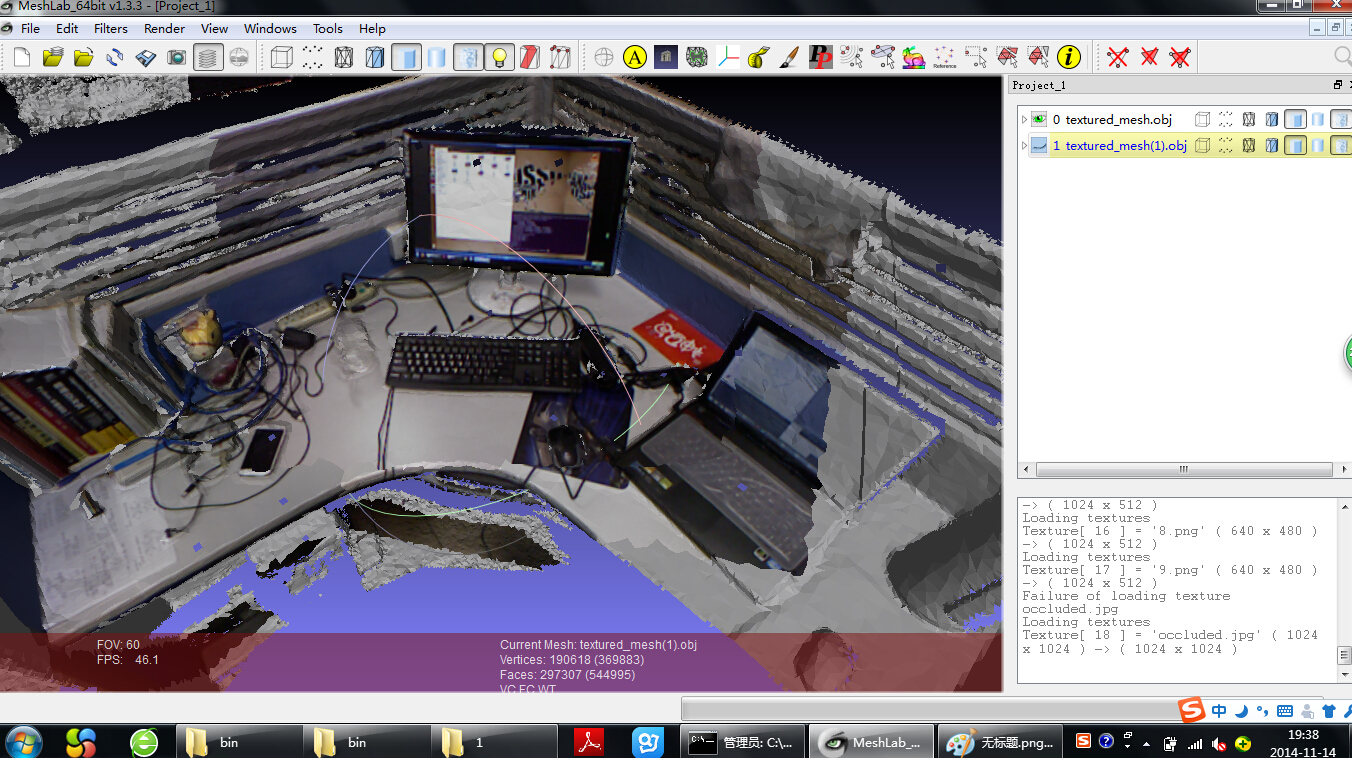 MeshLab_64bit v1.3.3 - [Project_1]
File Edit Filters Render View Windows Tools Help
A
Reference
i
Project_1
0 textured_mesh.obj
1 textured_mesh(1).obj
-> ( 1024 x 512 )
Loading textures
Texture[ 16 ] = '8.png' ( 640 x 480 )
-> ( 1024 x 512 )
Loading textures
Texture[ 17 ] = '9.png' ( 640 x 480 )
-> ( 1024 x 512 )
Failure of loading texture
occluded.jpg
Loading textures
Texture[ 18 ] = 'occluded.jpg' ( 1024
x 1024 ) -> ( 1024 x 1024 )
FOV: 60
FPS: 46.1
Current Mesh: textured_mesh(1).obj
Vertices: 190618 (369883)
Faces: 297307 (544995)
VC FC WT
S 中
bin
bin
1
管理员: C:\...
MeshLab_...
无标题.png...
S
19:38
2014-11-14